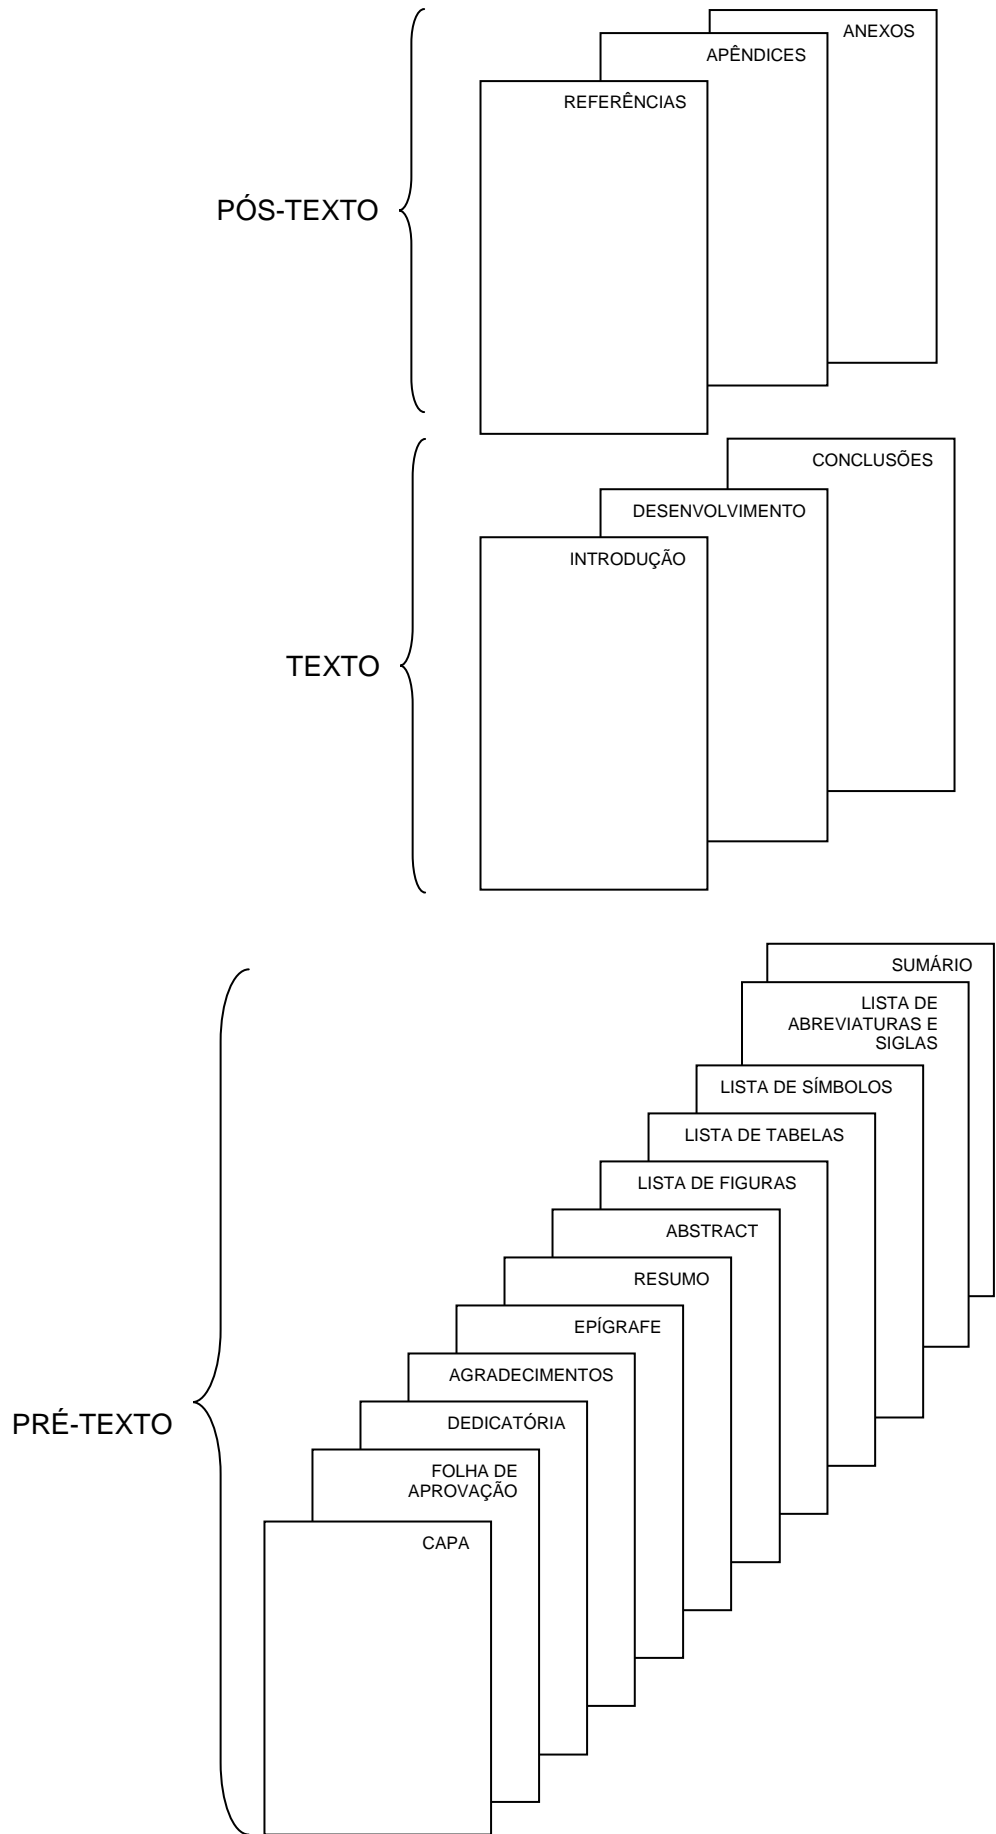 ANEXOS
APÊNDICES
REFERÊNCIAS
PÓS-TEXTO
CONCLUSÕES
DESENVOLVIMENTO
INTRODUÇÃO
TEXTO
SUMÁRIO
LISTA DE
ABREVIATURAS E
SIGLAS
LISTA DE SÍMBOLOS
LISTA DE TABELAS
LISTA DE FIGURAS
ABSTRACT
RESUMO
EPÍGRAFE
AGRADECIMENTOS
DEDICATÓRIA
PRÉ-TEXTO
FOLHA DE
APROVAÇÃO
CAPA